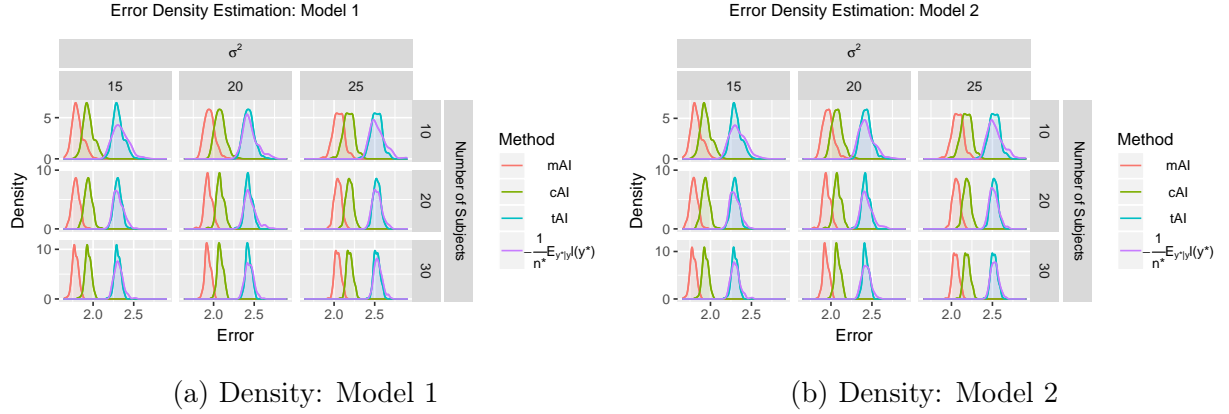 Error Density Estimation: Model 1
σ²
15 20 25
Density
5
0
10
5
0
10
5
0
10
20
30
Number of Subjects
2.0 2.5 2.0 2.5 2.0 2.5
Error
Method
mAI
cAI
tAI
-1/n* E_{y*|y}l(y*)
(a) Density: Model 1
Error Density Estimation: Model 2
σ²
15 20 25
Density
5
0
10
5
0
10
5
0
10
20
30
Number of Subjects
2.0 2.5 2.0 2.5 2.0 2.5
Error
Method
mAI
cAI
tAI
-1/n* E_{y*|y}l(y*)
(b) Density: Model 2